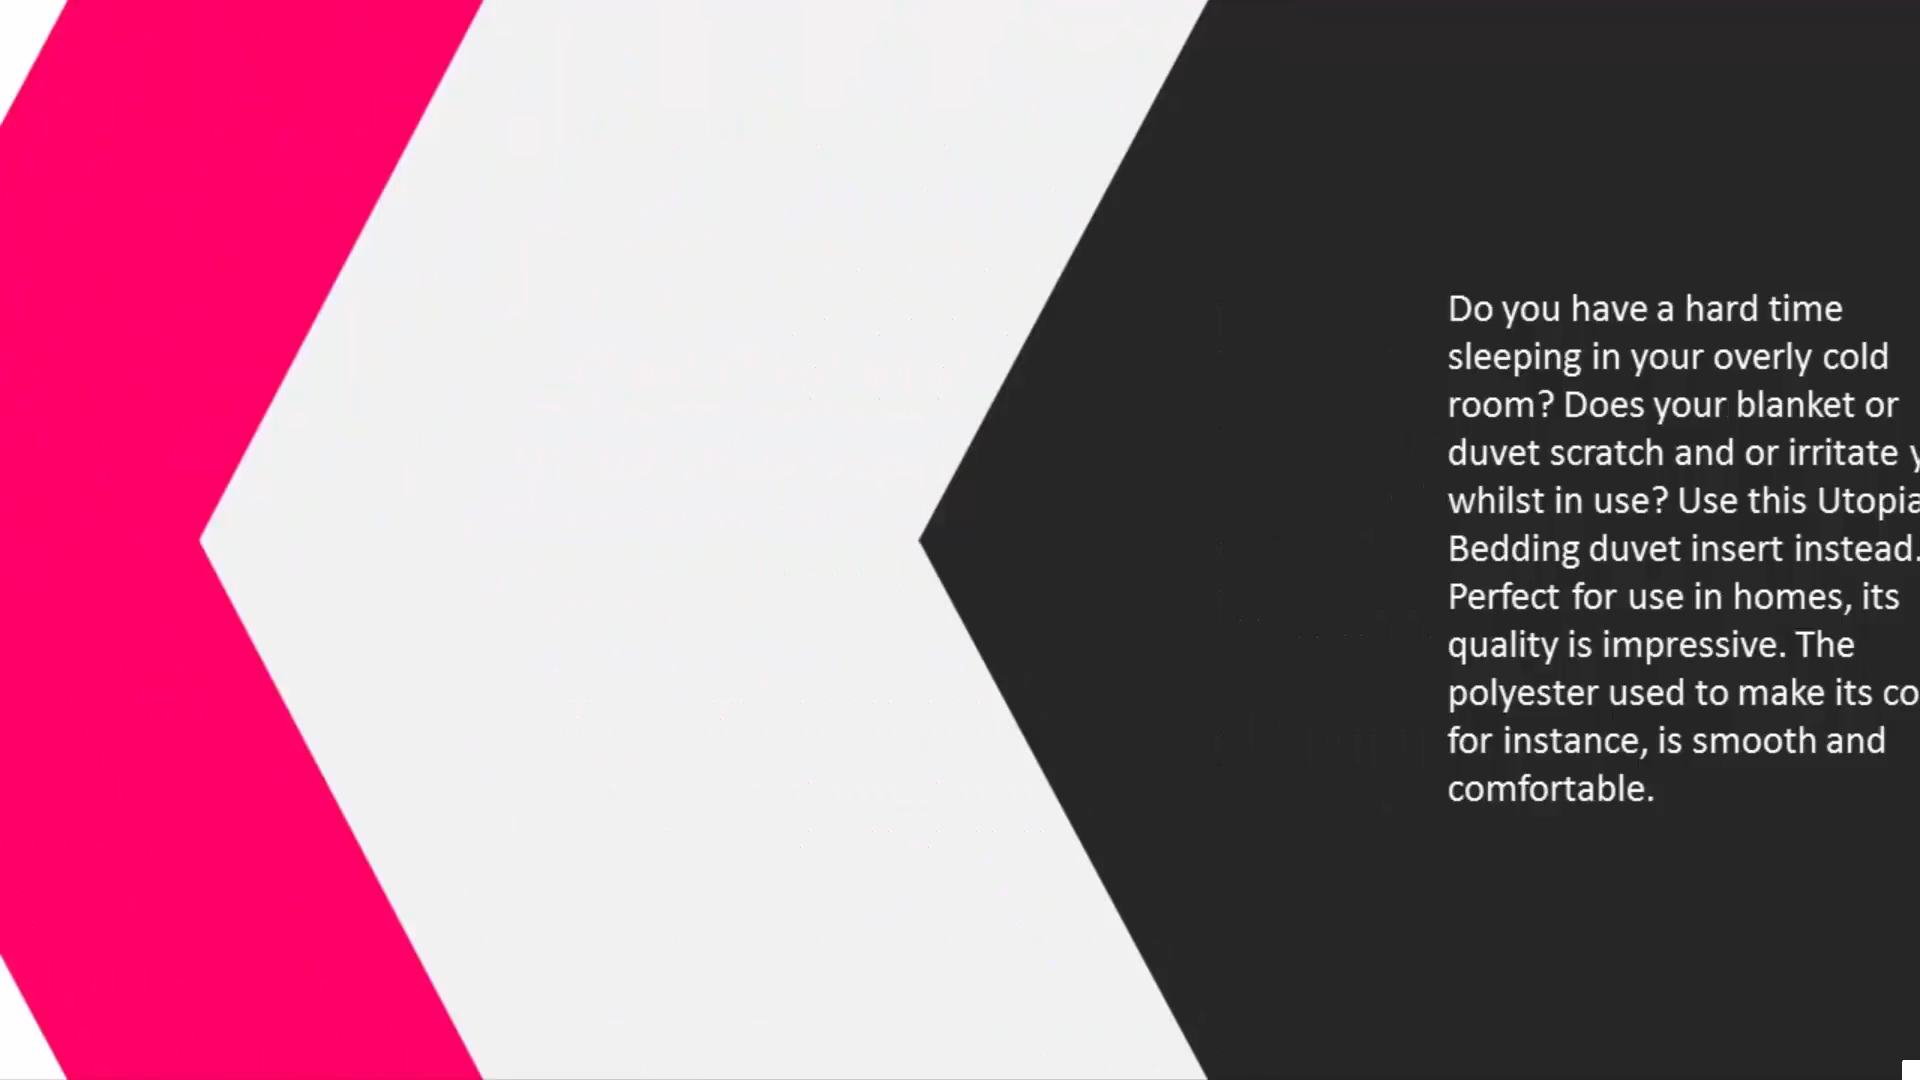 Do you have a hard time
sleeping in your overly cold
room? Does your blanket or
duvet scratch and or irritate
whilst in use? Use this Utopia
Bedding duvet insert instead.
Perfect for use in homes, its
quality is impressive. The
polyester used to make its
for instance, is smooth and
comfortable.